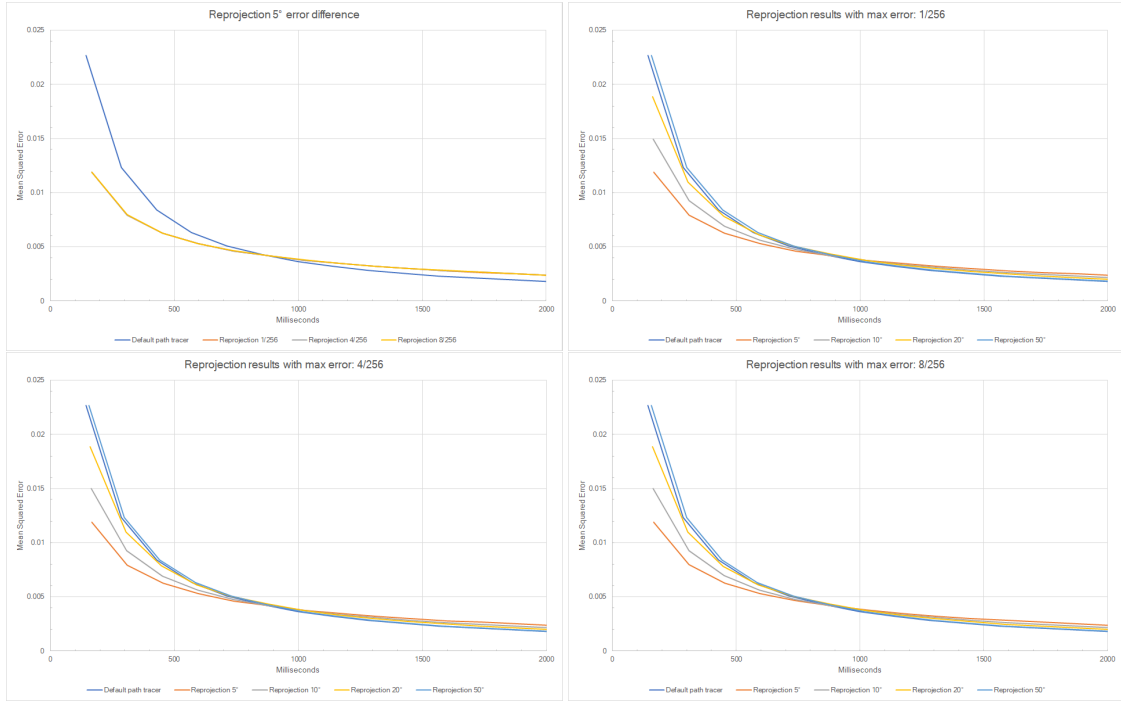 Reprojection 5° error difference
0.025
0.02
0.015
0.01
0.005
0
Mean Squared Error
0 500 1000 1500 2000
Milliseconds
Default path tracer Reprojection 1/256 Reprojection 4/256 Reprojection 8/256
Reprojection results with max error: 1/256
0.025
0.02
0.015
0.01
0.005
0
Mean Squared Error
0 500 1000 1500 2000
Milliseconds
Default path tracer Reprojection 5° Reprojection 10° Reprojection 20° Reprojection 50°
Reprojection results with max error: 4/256
0.025
0.02
0.015
0.01
0.005
0
Mean Squared Error
0 500 1000 1500 2000
Milliseconds
Default path tracer Reprojection 5° Reprojection 10° Reprojection 20° Reprojection 50°
Reprojection results with max error: 8/256
0.025
0.02
0.015
0.01
0.005
0
Mean Squared Error
0 500 1000 1500 2000
Milliseconds
Default path tracer Reprojection 5° Reprojection 10° Reprojection 20° Reprojection 50°